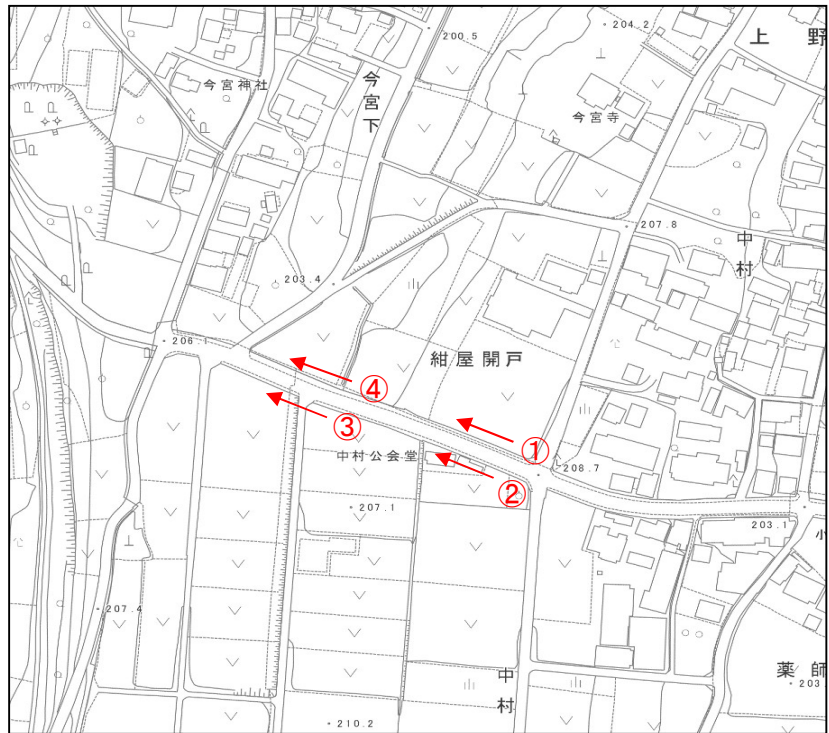 200.5
204.2
上野
今宮神社
今宮下
今宮寺
207.8
中村
203.4
206.1
紺屋開戸
④
③
①
中村公会堂
②
208.7
207.1
203.1
小
207.4
薬師
203
中村
210.2